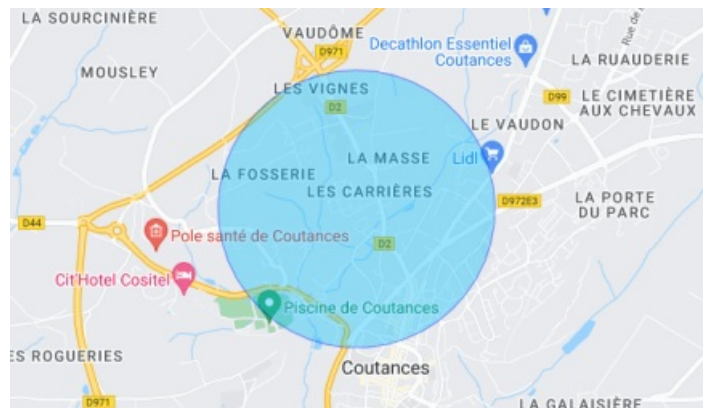 LA SOURCINIÈRE
VAUDÔME
D971
Decathlon Essentiel
Coutances
Rue de
LA RUAUDERIE
MOUSLEY
LES VIGNES
D2
D99
LE CIMETIÈRE
AUX CHEVAUX
LE VAUDON
LA MASSE
Lidl
LA FOSSERIE
LES CARRIÈRES
D972E3
LA PORTE
DU PARC
D44
Pole santé de Coutances
D2
Cit'Hotel Cositel
Piscine de Coutances
ES ROGUERIES
Coutances
D971
LA GALAISIÈRE